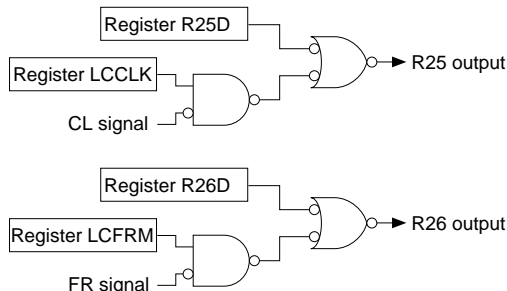 Register R25D
Register LCCLK
R25 output
CL signal
Register R26D
Register LCFRM
R26 output
FR signal